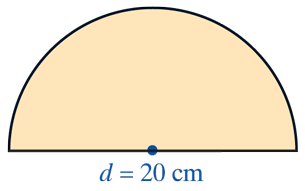 d = 20 cm